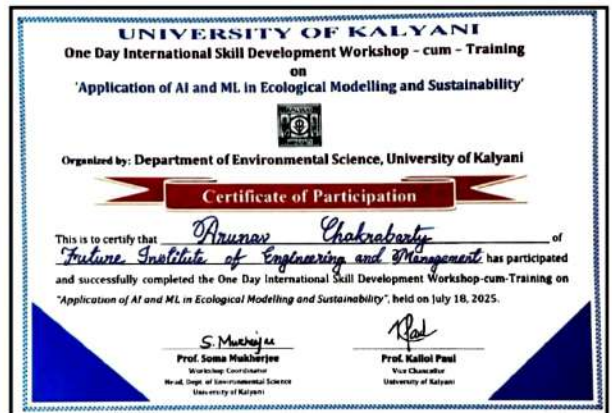 UNIVERSITY OF KALYANI
One Day International Skill Development Workshop - cum - Training
on
'Application of AI and ML in Ecological Modelling and Sustainability'
KALYANI
Organized by: Department of Environmental Science, University of Kalyani
Certificate of Participation
This is to certify that Arunav Chakrabarty of
Future Institute of Engineering and Management has participated
and successfully completed the One Day International Skill Development Workshop-cum-Training on
"Application of AI and ML in Ecological Modelling and Sustainability", held on July 18, 2025.
S. Mukherjee
Prof. Soma Mukherjee
Workshop Coordinator
Head, Dept. of Environmental Science
University of Kalyani
Prof. Kallol Paul
Vice Chancellor
University of Kalyani